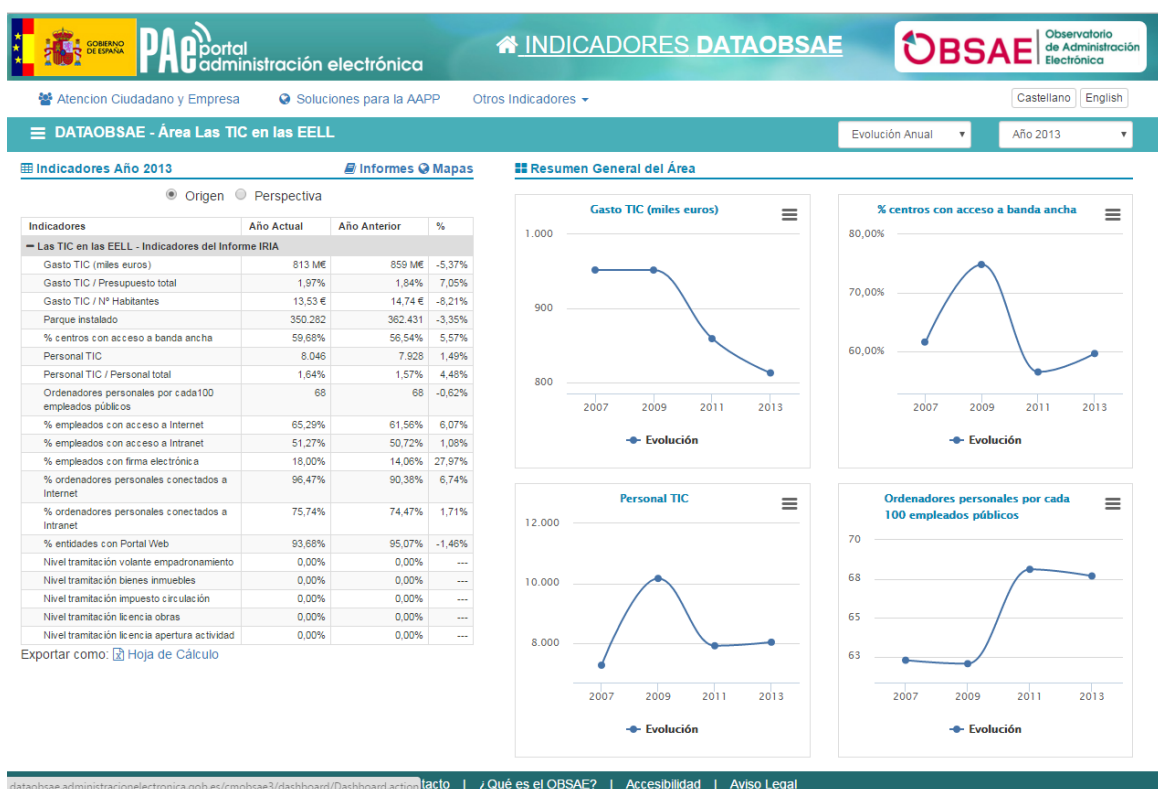 GOBIERNO
DE ESPAÑA
PAe portal
administración electrónica
INDICADORES DATAOBSAE
OBSAE
Observatorio
de Administración
Electrónica
Atencion Ciudadano y Empresa
Soluciones para la AAPP
Otros Indicadores
Castellano
English
DATAOBSAE - Área Las TIC en las EELL
Evolución Anual
Año 2013
Indicadores Año 2013
Informes
Mapas
Origen
Perspectiva
Indicadores Año Actual Año Anterior %
Las TIC en las EELL - Indicadores del Informe IRIA
Gasto TIC (miles euros) 813 M€ 859 M€ -5,37%
Gasto TIC / Presupuesto total 1,97% 1,84% 7,05%
Gasto TIC / Nº Habitantes 13,53 € 14,74 € -8,21%
Parque instalado 350.282 362.431 -3,35%
% centros con acceso a banda ancha 59,68% 56,54% 5,57%
Personal TIC 8.046 7.928 1,49%
Personal TIC / Personal total 1,64% 1,57% 4,48%
Ordenadores personales por cada100 68 68 -0,62%
empleados públicos
% empleados con acceso a Internet 65,29% 61,56% 6,07%
% empleados con acceso a Intranet 51,27% 50,72% 1,08%
% empleados con firma electrónica 18,00% 14,06% 27,97%
% ordenadores personales conectados a 96,47% 90,38% 6,74%
Internet
% ordenadores personales conectados a 75,74% 74,47% 1,71%
Intranet
% entidades con Portal Web 93,68% 95,07% -1,46%
Nivel tramitación volante empadronamiento 0,00% 0,00% ---
Nivel tramitación bienes inmuebles 0,00% 0,00% ---
Nivel tramitación impuesto circulación 0,00% 0,00% ---
Nivel tramitación licencia obras 0,00% 0,00% ---
Nivel tramitación licencia apertura actividad 0,00% 0,00% ---
Exportar como: Hoja de Cálculo
Resumen General del Área
Gasto TIC (miles euros)
1.000
900
800
2007 2009 2011 2013
Evolución
% centros con acceso a banda ancha
80,00%
70,00%
60,00%
2007 2009 2011 2013
Evolución
Personal TIC
12.000
10.000
8.000
2007 2009 2011 2013
Evolución
Ordenadores personales por cada
100 empleados públicos
70
68
65
63
2007 2009 2011 2013
Evolución
dataobsae.administracionelectronica.gob.es/cmobsae3/dashboard/Dashboard.action
tacto | ¿Qué es el OBSAE? | Accesibilidad | Aviso Legal